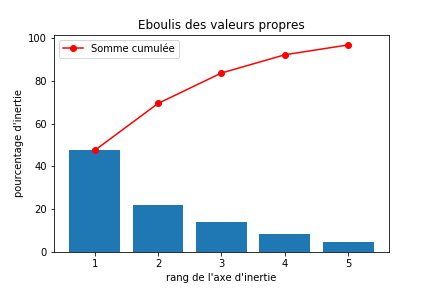 Eboulis des valeurs propres
Somme cumulée
pourcentage d'inertie
100
80
60
40
20
0
1 2 3 4 5
rang de l'axe d'inertie